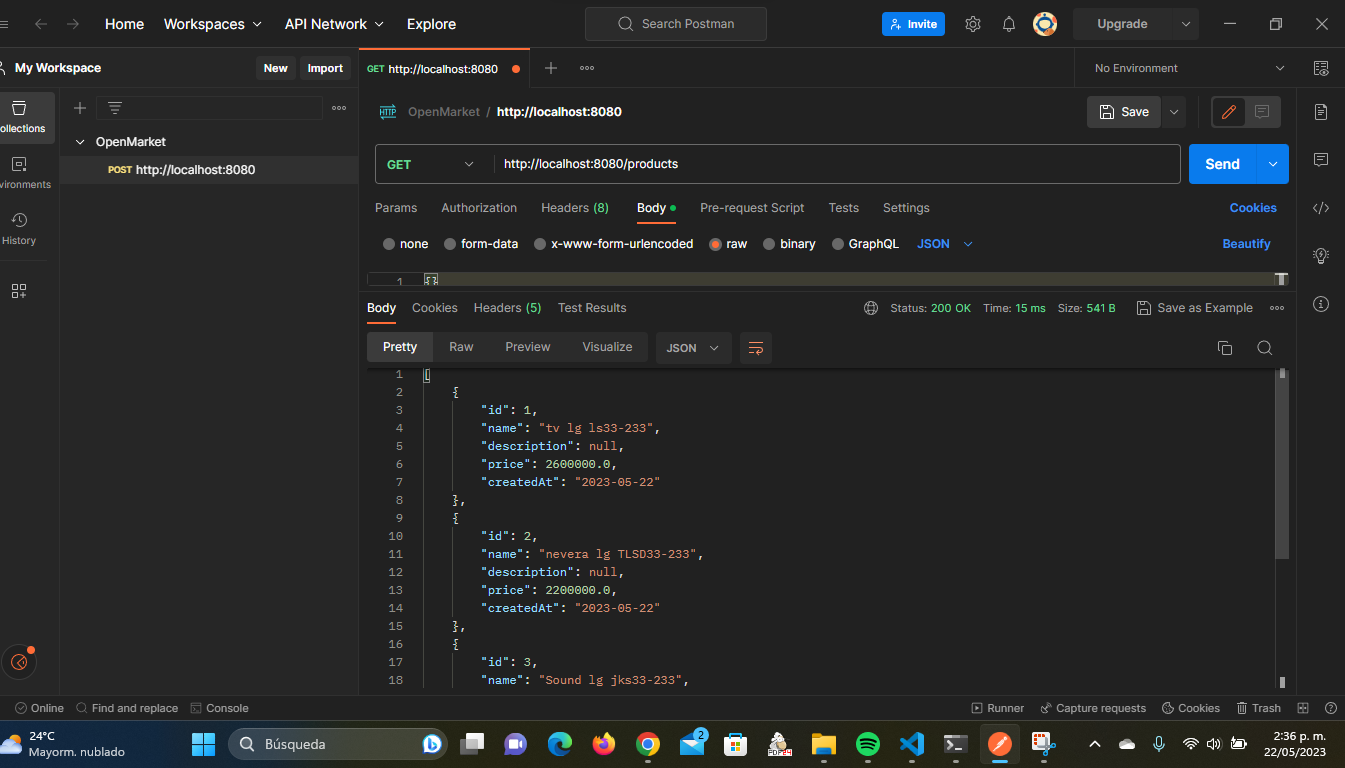 Home Workspaces API Network Explore Search Postman Invite Upgrade
My Workspace New Import GET http://localhost:8080 No Environment
OpenMarket / http://localhost:8080 Save
OpenMarket
POST http://localhost:8080
ollections
vironments
History
GET http://localhost:8080/products Send
Params Authorization Headers (8) Body Pre-request Script Tests Settings Cookies
none form-data x-www-form-urlencoded raw binary GraphQL JSON Beautify
1 {}
Body Cookies Headers (5) Test Results Status: 200 OK Time: 15 ms Size: 541 B Save as Example
Pretty Raw Preview Visualize JSON
1 [
2 {
3 "id": 1,
4 "name": "tv lg ls33-233",
5 "description": null,
6 "price": 2600000.0,
7 "createdAt": "2023-05-22"
8 },
9 {
10 "id": 2,
11 "name": "nevera lg TLSD33-233",
12 "description": null,
13 "price": 2200000.0,
14 "createdAt": "2023-05-22"
15 },
16 {
17 "id": 3,
18 "name": "Sound lg jks33-233",
Online Find and replace Console Runner Capture requests Cookies Trash
24°C
Mayorm. nublado
Búsqueda
2
PDF24
2:36 p. m.
22/05/2023